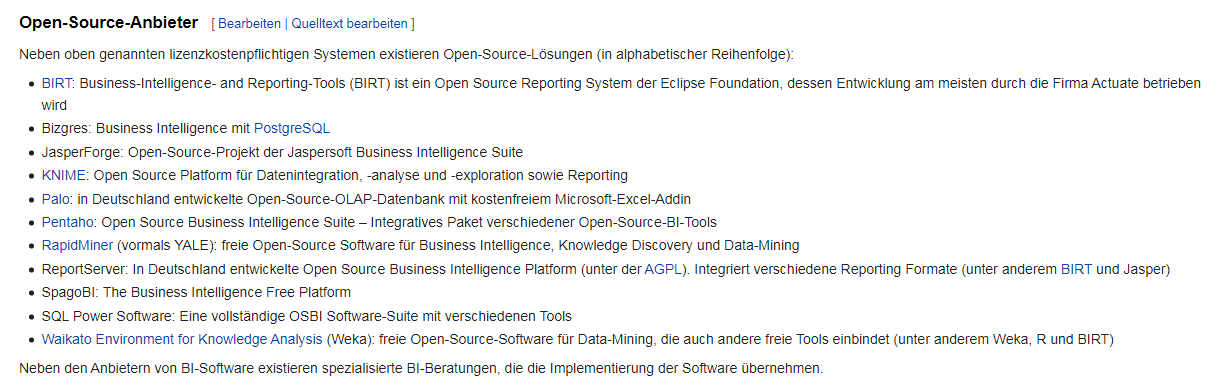 Open-Source-Anbieter [ Bearbeiten | Quelltext bearbeiten ]
Neben oben genannten lizenzkostenpflichtigen Systemen existieren Open-Source-Lösungen (in alphabetischer Reihenfolge):
• BIRT: Business-Intelligence- and Reporting-Tools (BIRT) ist ein Open Source Reporting System der Eclipse Foundation, dessen Entwicklung am meisten durch die Firma Actuate betrieben
wird
• Bizgres: Business Intelligence mit PostgreSQL
• JasperForge: Open-Source-Projekt der Jaspersoft Business Intelligence Suite
• KNIME: Open Source Platform für Datenintegration, -analyse und -exploration sowie Reporting
• Palo: in Deutschland entwickelte Open-Source-OLAP-Datenbank mit kostenfreiem Microsoft-Excel-Addin
• Pentaho: Open Source Business Intelligence Suite – Integratives Paket verschiedener Open-Source-BI-Tools
• RapidMiner (vormals YALE): freie Open-Source Software für Business Intelligence, Knowledge Discovery und Data-Mining
• ReportServer: In Deutschland entwickelte Open Source Business Intelligence Platform (unter der AGPL). Integriert verschiedene Reporting Formate (unter anderem BIRT und Jasper)
• SpagoBI: The Business Intelligence Free Platform
• SQL Power Software: Eine vollständige OSBI Software-Suite mit verschiedenen Tools
• Waikato Environment for Knowledge Analysis (Weka): freie Open-Source-Software für Data-Mining, die auch andere freie Tools einbindet (unter anderem Weka, R und BIRT)
Neben den Anbietern von BI-Software existieren spezialisierte BI-Beratungen, die die Implementierung der Software übernehmen.